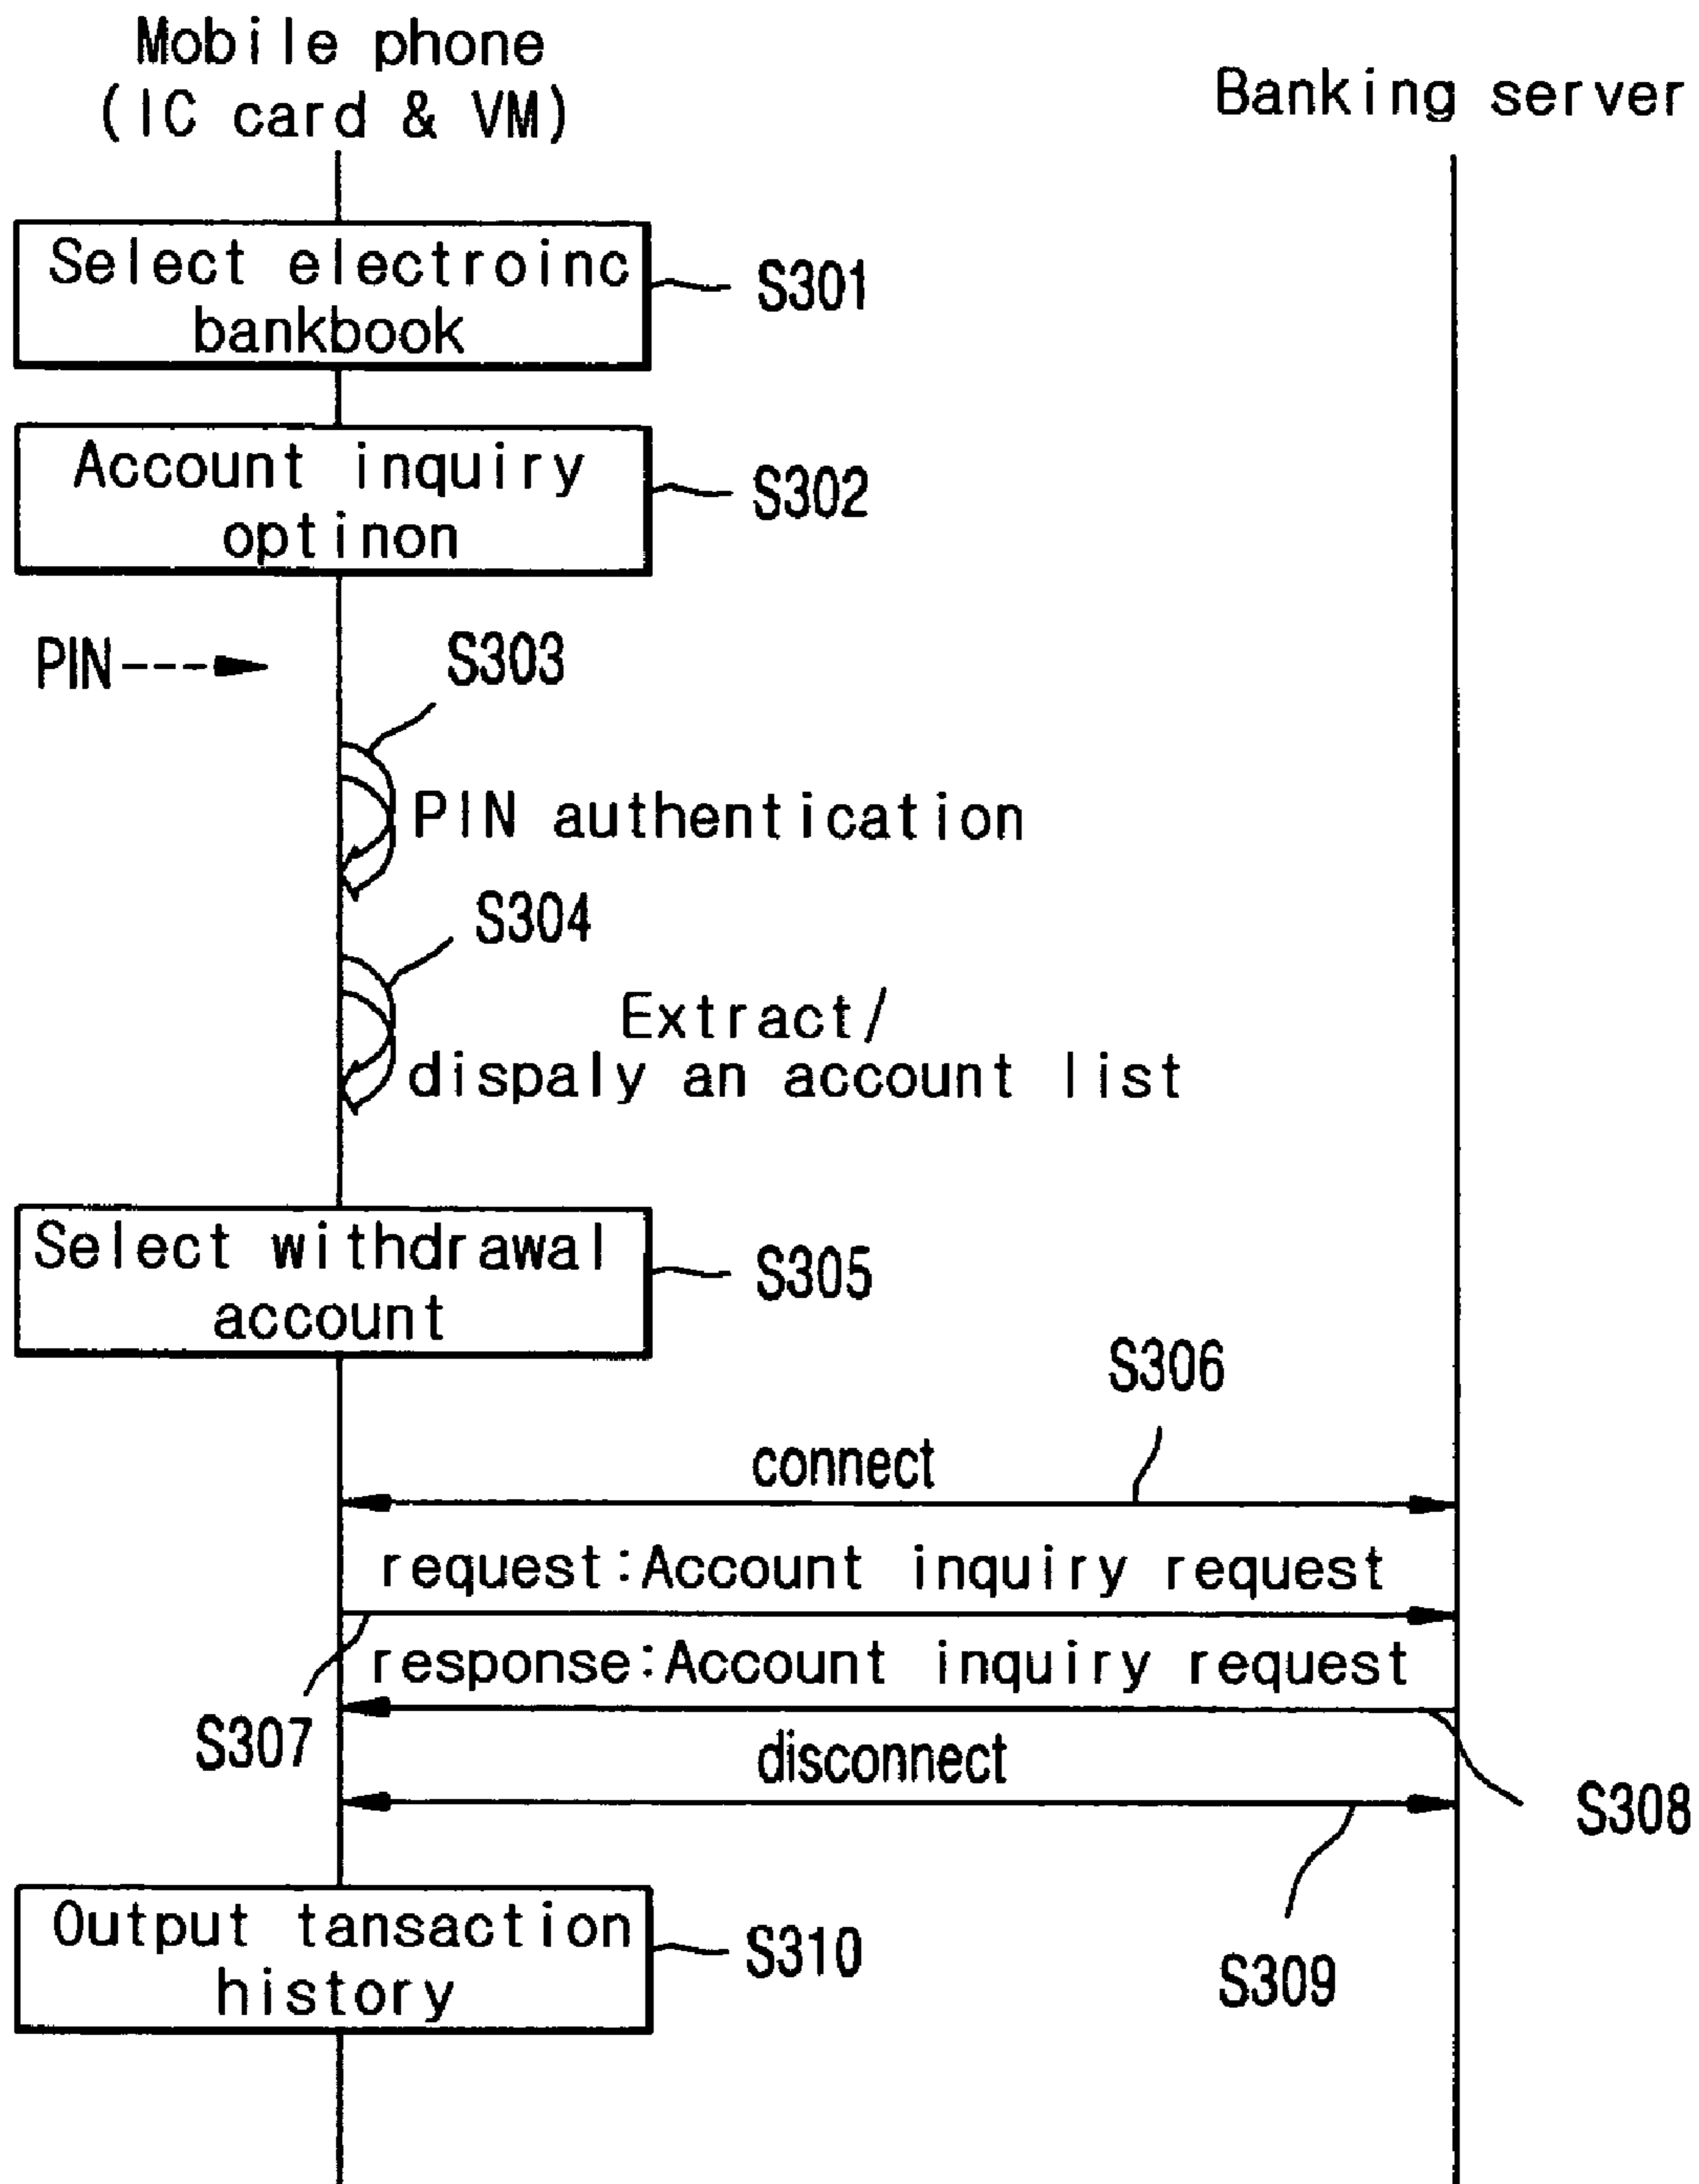 Mobile phone
(IC card & VM)
Banking server
Select electroinc
bankbook
S301
Account inquiry
optinon
S302
PIN
S303
PIN authentication
S304
Extract/
dispaly an account list
Select withdrawal
account
S305
S306
connect
request:Account inquiry request
response:Account inquiry request
S307
disconnect
S308
Output tansaction
history
S310
S309